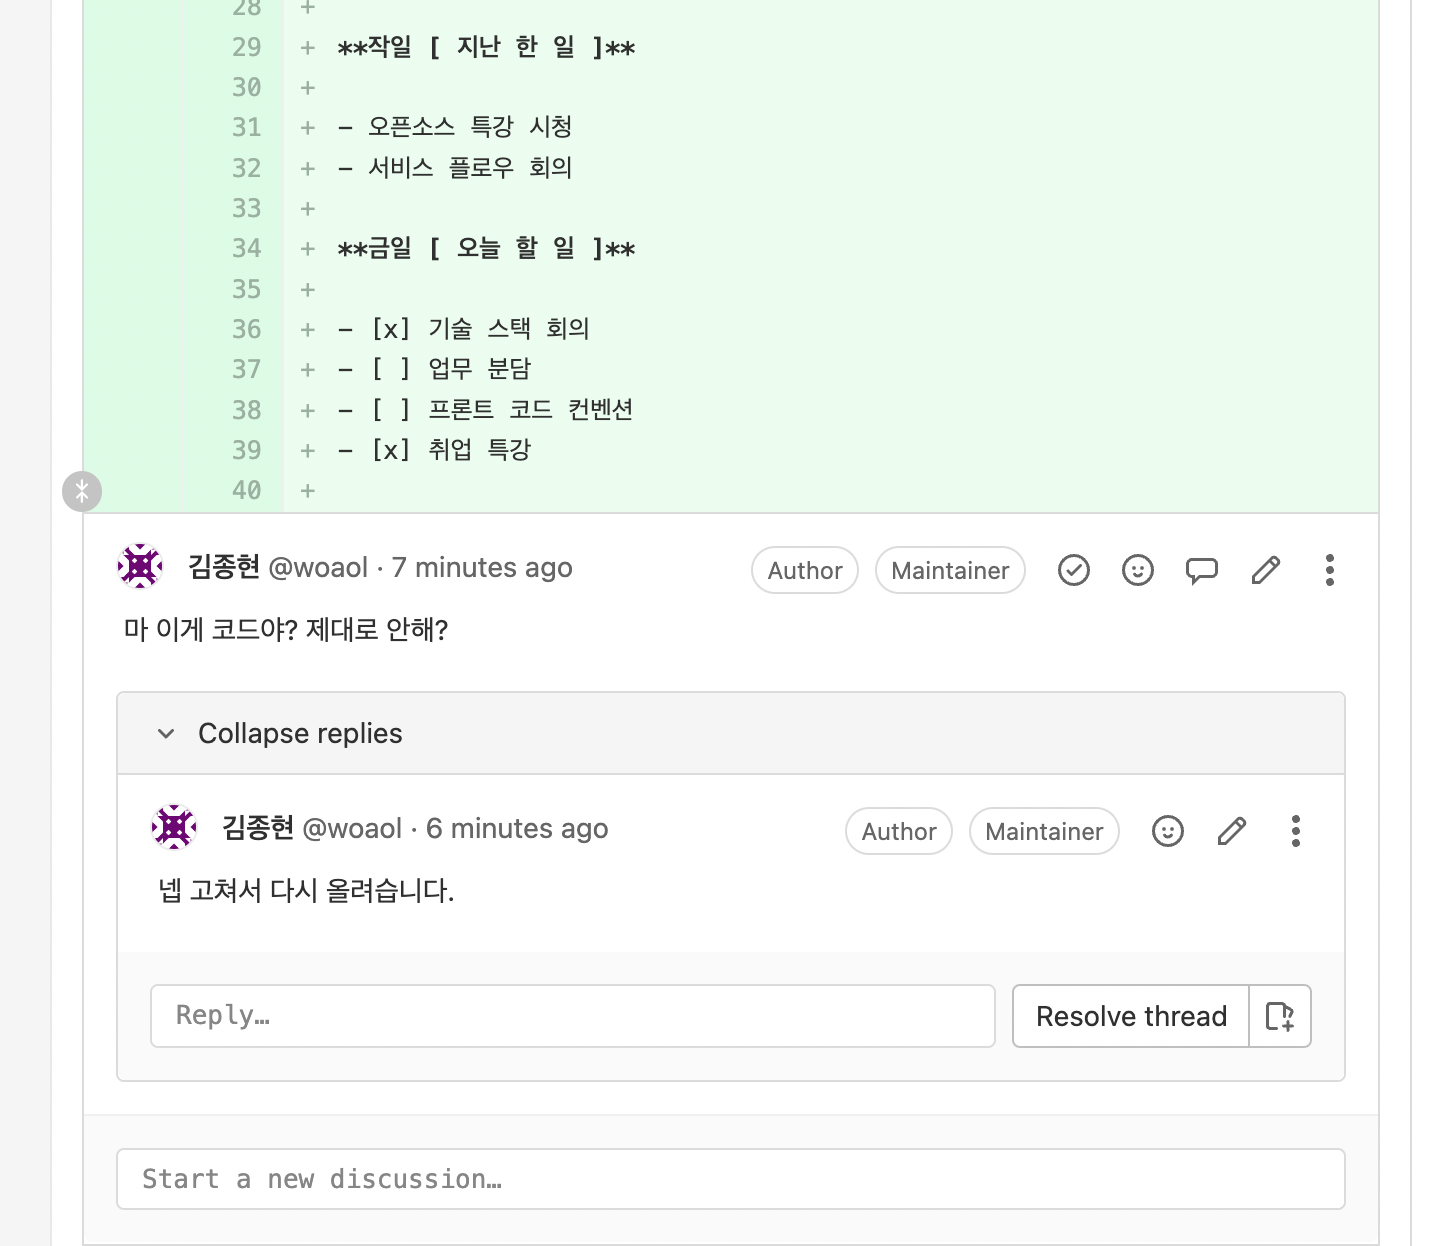 28 +
29 + **작일 [ 지난 한 일 ]**
30 +
31 + - 오픈소스 특강 시청
32 + - 서비스 플로우 회의
33 +
34 + **금일 [ 오늘 할 일 ]**
35 +
36 + - [x] 기술 스택 회의
37 + - [ ] 업무 분담
38 + - [ ] 프론트 코드 컨벤션
39 + - [x] 취업 특강
40 +
김종현 @woaol · 7 minutes ago Author Maintainer
마 이게 코드야? 제대로 안해?
Collapse replies
김종현 @woaol · 6 minutes ago Author Maintainer
넵 고쳐서 다시 올려습니다.
Reply… Resolve thread
Start a new discussion…